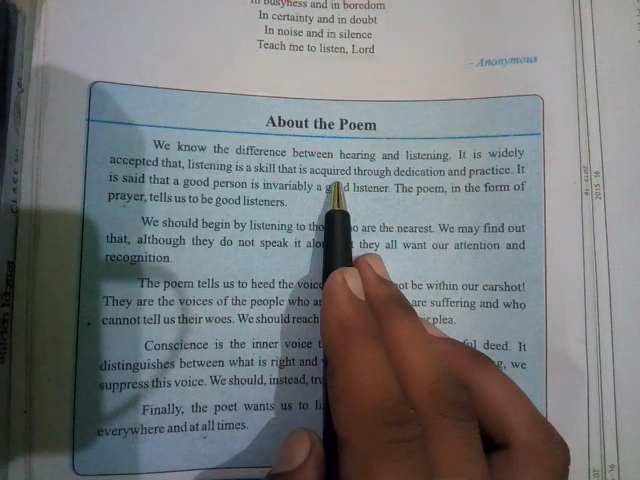 In busyness and in boredom
In certainty and in doubt
In noise and in silence
Teach me to listen, Lord
- Anonymous
About the Poem
We know the difference between hearing and listening. It is widely
accepted that, listening is a skill that is acquired through dedication and practice. It
is said that a good person is invariably a good listener. The poem, in the form of
prayer, tells us to be good listeners.
We should begin by listening to who are the nearest. We may find out
that, although they do not speak it they all want our attention and
recognition.
The poem tells us to heed the not be within our earshot!
They are the voices of the people who are suffering and who
cannot tell us their woes. We should reach plea.
Conscience is the inner voice deed. It
distinguishes between what is right and we
suppress this voice. We should, instead,
Finally, the poet wants us to
everywhere and at all times.
2015-16